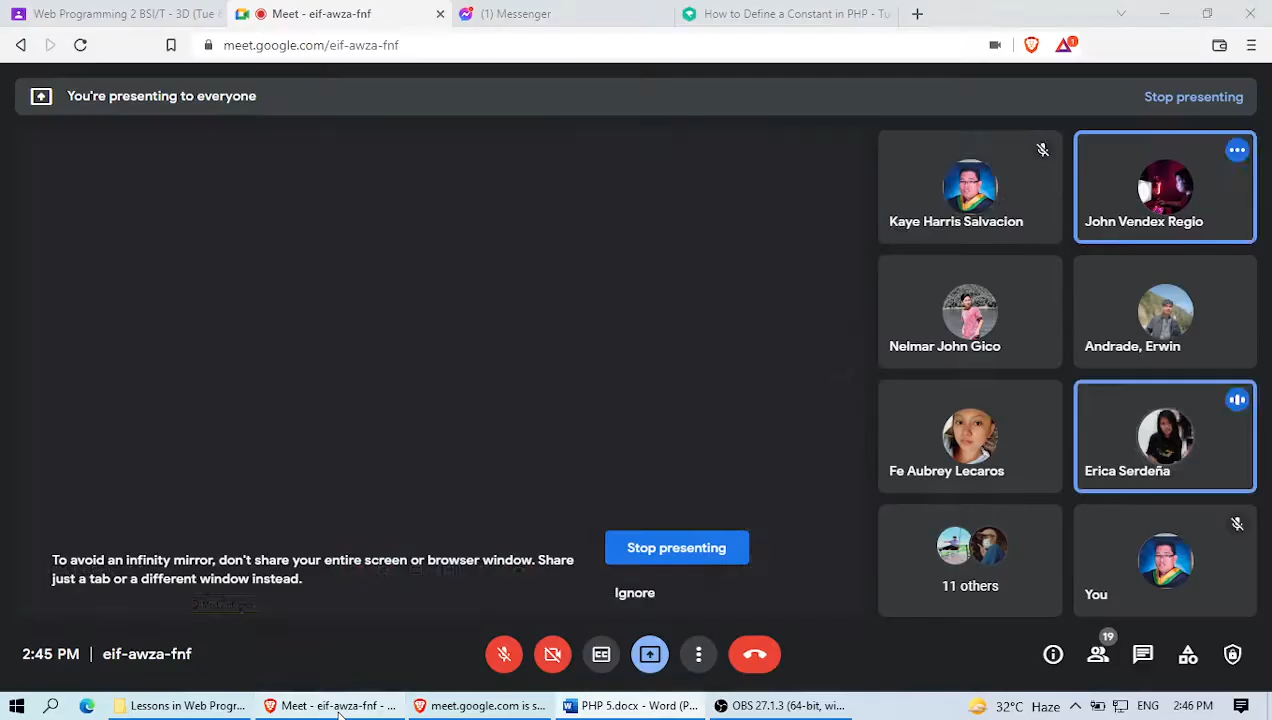 Web Programming 2 BSI/T - 3D (Tue
Meet - eif-awza-fnf
(1) Messenger
How to Define a Constant in PHP - Tu
meet.google.com/eif-awza-fnf
1
You're presenting to everyone
Stop presenting
Kaye Harris Salvacion
John Vendex Regio
Nelmar John Gico
Andrade, Erwin
Fe Aubrey Lecaros
Erica Serdeña
11 others
You
To avoid an infinity mirror, don't share your entire screen or browser window. Share
just a tab or a different window instead.
Stop presenting
Ignore
2:45 PM | eif-awza-fnf
19
Lessons in Web Progr...
Meet - eif-awza-fnf - ...
meet.google.com is s...
PHP 5.docx - Word (P...
OBS 27.1.3 (64-bit, wi...
32°C Haze
ENG
2:46 PM